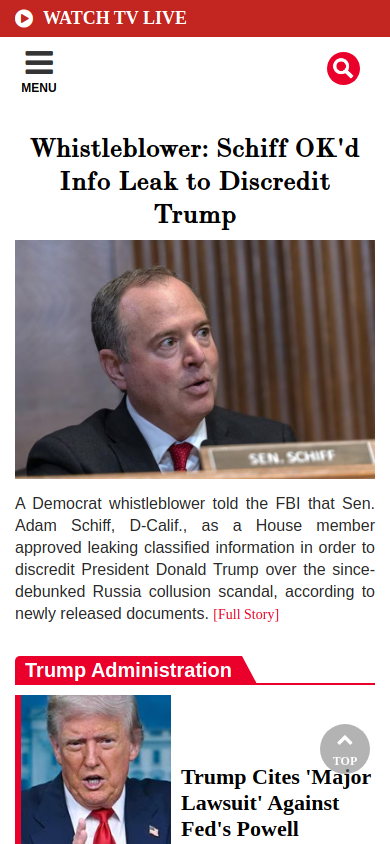 WATCH TV LIVE
MENU
Whistleblower: Schiff OK'd
Info Leak to Discredit
Trump
SEN. SCHIFF
A Democrat whistleblower told the FBI that Sen.
Adam Schiff, D-Calif., as a House member
approved leaking classified information in order to
discredit President Donald Trump over the since-
debunked Russia collusion scandal, according to
newly released documents. [Full Story]
Trump Administration
TOP
Trump Cites 'Major
Lawsuit' Against
Fed's Powell